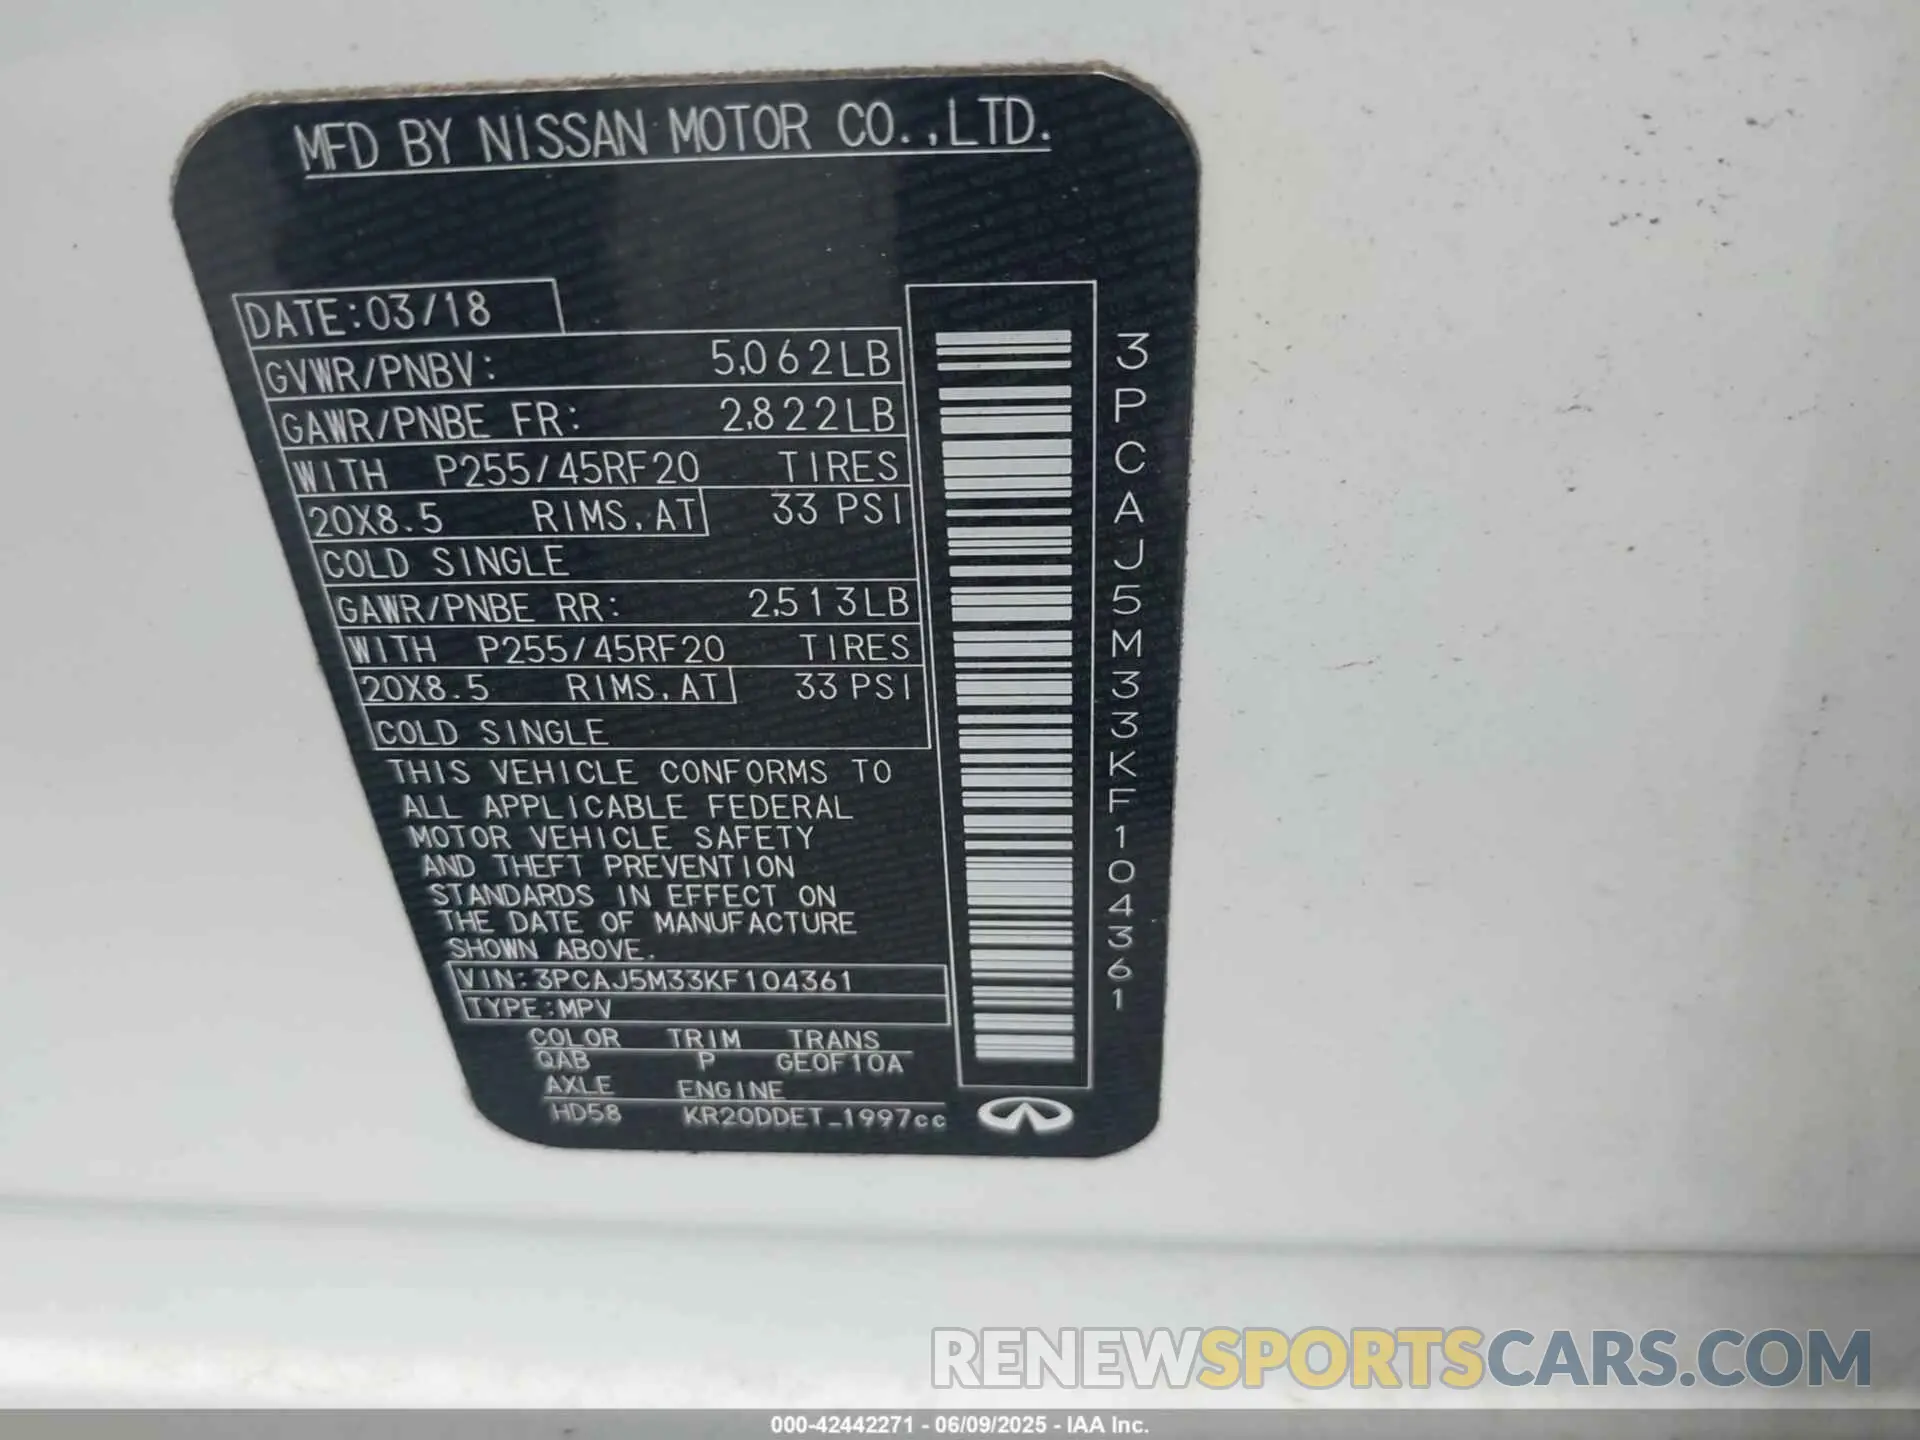 MFD BY NISSAN MOTOR CO.,LTD.
DATE:03/18
GVWR/PNBV: 5,062LB
GAWR/PNBE FR: 2,822LB
WITH P255/45RF20 TIRES
20X8.5 RIMS, AT 33 PSI
COLD SINGLE
GAWR/PNBE RR: 2,513LB
WITH P255/45RF20 TIRES
20X8.5 RIMS, AT 33 PSI
COLD SINGLE
THIS VEHICLE CONFORMS TO
ALL APPLICABLE FEDERAL
MOTOR VEHICLE SAFETY
AND THEFT PREVENTION
STANDARDS IN EFFECT ON
THE DATE OF MANUFACTURE
SHOWN ABOVE.
VIN:3PCAJ5M33KF104361
TYPE:MPV
COLOR TRIM TRANS
QAB P GE0F10A
AXLE ENGINE
HD58 KR20DDET_1997cc
3PCAJ5M33KF104361
RENEWSPORTSCARS.COM
000-42442271 - 06/09/2025 - IAA Inc.